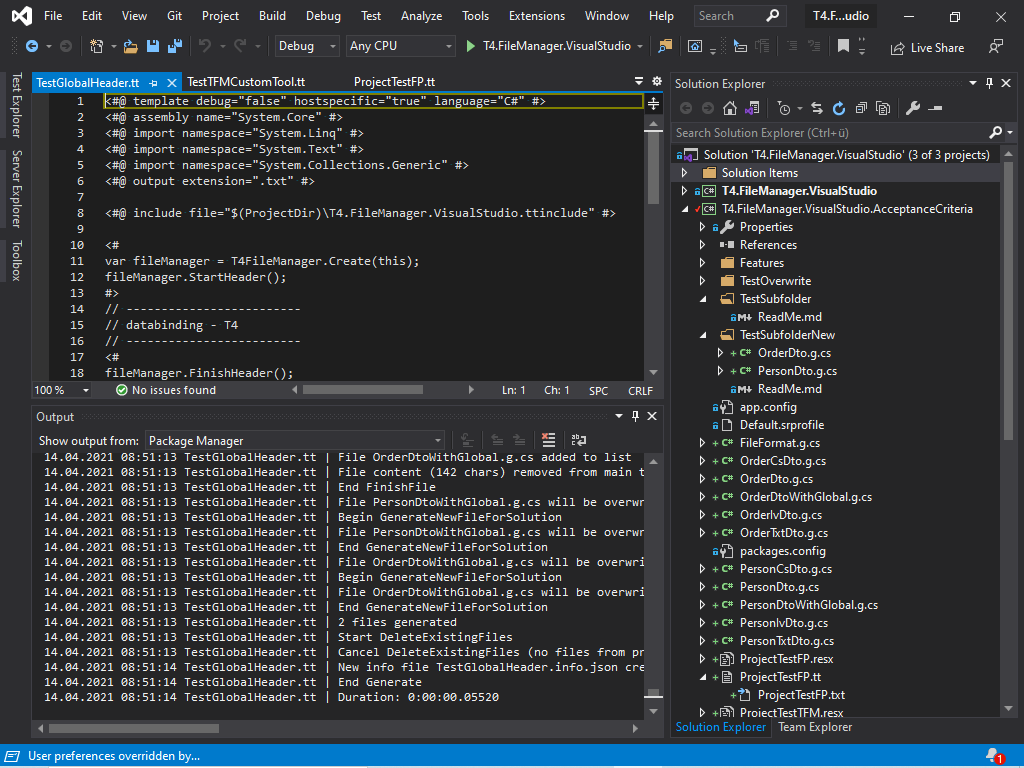 File Edit View Git Project Build Debug Test Analyze Tools Extensions Window Help Search T4.F...udio
Debug Any CPU T4.FileManager.VisualStudio Live Share
Test Explorer
Server Explorer
Toolbox
TestGlobalHeader.tt TestTFMCustomTool.tt ProjectTestFP.tt
1 <#@ template debug="false" hostspecific="true" language="C#" #>
2 <#@ assembly name="System.Core" #>
3 <#@ import namespace="System.Linq" #>
4 <#@ import namespace="System.Text" #>
5 <#@ import namespace="System.Collections.Generic" #>
6 <#@ output extension=".txt" #>
7
8 <#@ include file="$(ProjectDir)\T4.FileManager.VisualStudio.ttinclude" #>
9
10 <#
11 var fileManager = T4FileManager.Create(this);
12 fileManager.StartHeader();
13 #>
14 // -------------------------
15 // databinding - T4
16 // -------------------------
17 <#
18 fileManager.FinishHeader();
100 % No issues found Ln: 1 Ch: 1 SPC CRLF
Output
Show output from: Package Manager
14.04.2021 08:51:13 TestGlobalHeader.tt | File OrderDtoWithGlobal.g.cs added to list
14.04.2021 08:51:13 TestGlobalHeader.tt | File content (142 chars) removed from main t
14.04.2021 08:51:13 TestGlobalHeader.tt | End FinishFile
14.04.2021 08:51:13 TestGlobalHeader.tt | File PersonDtoWithGlobal.g.cs will be overwr
14.04.2021 08:51:13 TestGlobalHeader.tt | Begin GenerateNewFileForSolution
14.04.2021 08:51:13 TestGlobalHeader.tt | File PersonDtoWithGlobal.g.cs will be overwr
14.04.2021 08:51:13 TestGlobalHeader.tt | End GenerateNewFileForSolution
14.04.2021 08:51:13 TestGlobalHeader.tt | File OrderDtoWithGlobal.g.cs will be overwri
14.04.2021 08:51:13 TestGlobalHeader.tt | Begin GenerateNewFileForSolution
14.04.2021 08:51:13 TestGlobalHeader.tt | File OrderDtoWithGlobal.g.cs will be overwri
14.04.2021 08:51:13 TestGlobalHeader.tt | End GenerateNewFileForSolution
14.04.2021 08:51:13 TestGlobalHeader.tt | 2 files generated
14.04.2021 08:51:13 TestGlobalHeader.tt | Start DeleteExistingFiles
14.04.2021 08:51:13 TestGlobalHeader.tt | Cancel DeleteExistingFiles (no files from pr
14.04.2021 08:51:14 TestGlobalHeader.tt | New info file TestGlobalHeader.info.json cre
14.04.2021 08:51:14 TestGlobalHeader.tt | End Generate
14.04.2021 08:51:14 TestGlobalHeader.tt | Duration: 0:00:00.05520
Solution Explorer
Search Solution Explorer (Ctrl+ü)
Solution 'T4.FileManager.VisualStudio' (3 of 3 projects)
Solution Items
C# T4.FileManager.VisualStudio
C# T4.FileManager.VisualStudio.AcceptanceCriteria
Properties
References
Features
TestOverwrite
TestSubfolder
M+ ReadMe.md
TestSubfolderNew
+ C# OrderDto.g.cs
+ C# PersonDto.g.cs
M+ ReadMe.md
app.config
Default.srprofile
+ C# FileFormat.g.cs
+ C# OrderCsDto.g.cs
+ C# OrderDto.g.cs
+ C# OrderDtoWithGlobal.g.cs
+ C# OrderIvDto.g.cs
+ C# OrderTxtDto.g.cs
packages.config
+ C# PersonCsDto.g.cs
+ C# PersonDto.g.cs
+ C# PersonDtoWithGlobal.g.cs
+ C# PersonIvDto.g.cs
+ C# PersonTxtDto.g.cs
+ ProjectTestFP.resx
+ ProjectTestFP.tt
+ ProjectTestFP.txt
+ ProjectTestTFM.resx
Solution Explorer Team Explorer
User preferences overridden by... 1